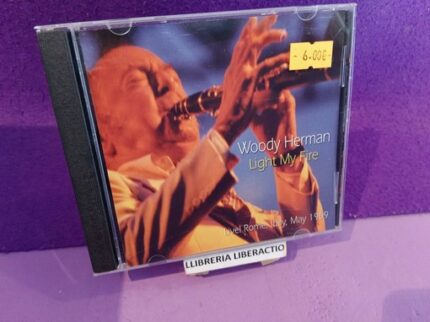 6.00€
Woody Herman
Light My Fire
Live! Rome, Italy, May 1969
LLIBRERIA LIBERACTIO